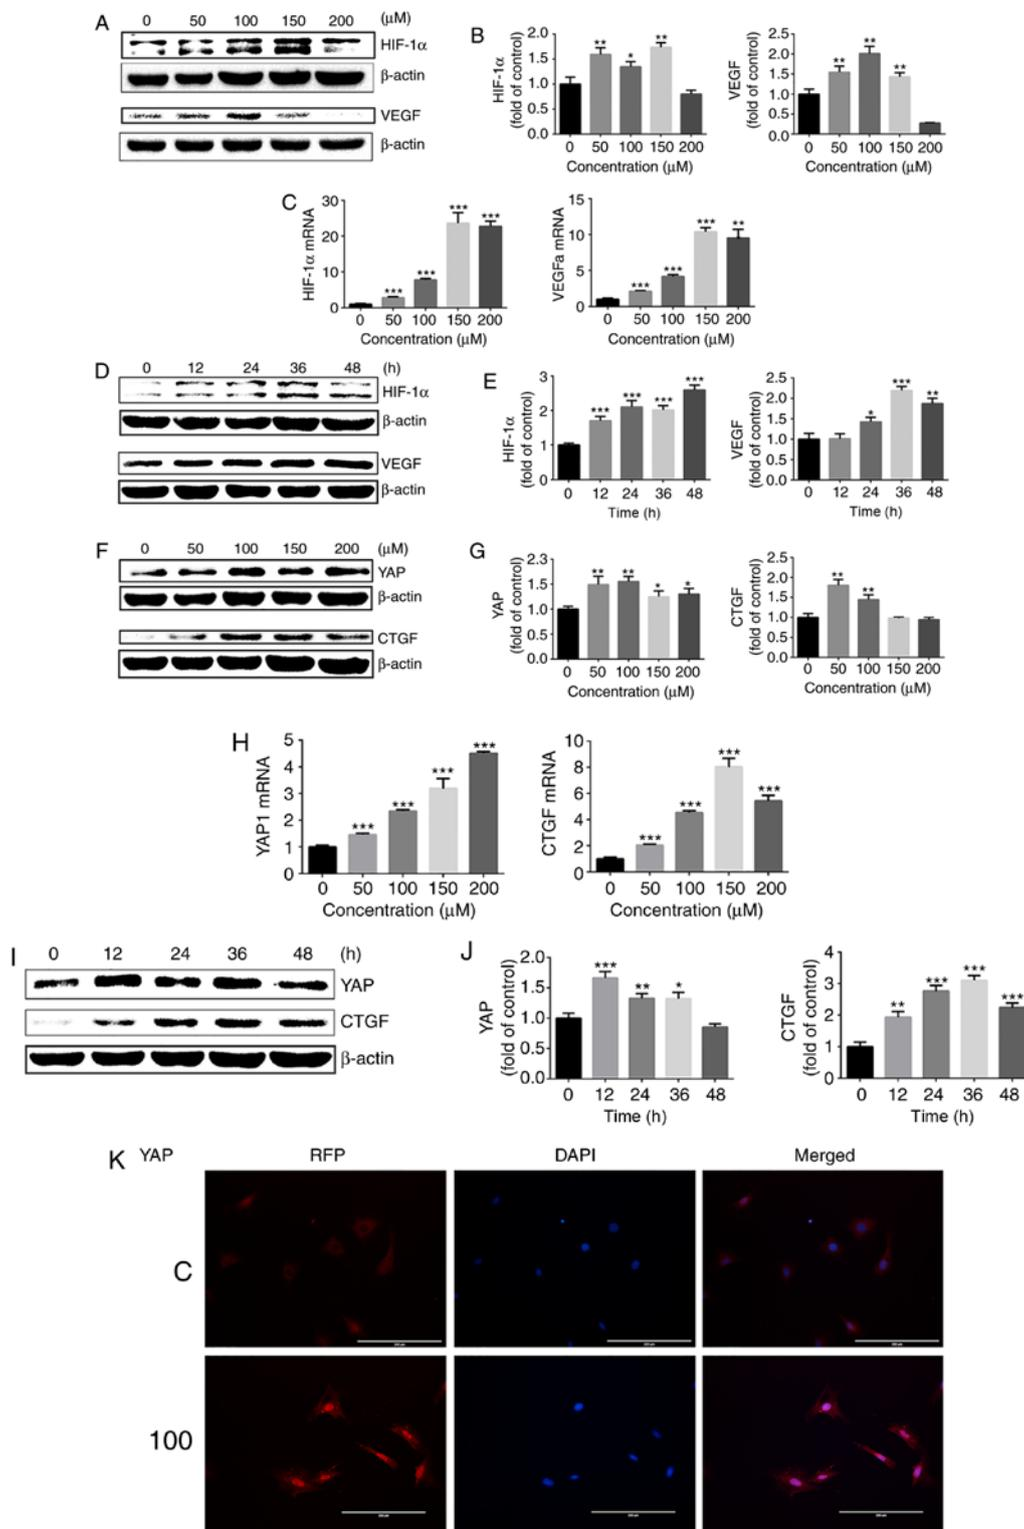 A 0 50 100 150 200 (μM)
HIF-1α
β-actin
VEGF
β-actin
B
HIF-1α
(fold of control)
2.0
1.5
1.0
0.5
0.0
** * **
0 50 100 150 200
Concentration (μM)
VEGF
(fold of control)
2.5
2.0
1.5
1.0
0.5
0.0
** ** **
0 50 100 150 200
Concentration (μM)
C
HIF-1α mRNA
30
20
10
0
*** *** *** ***
0 50 100 150 200
Concentration (μM)
VEGFa mRNA
15
10
5
0
*** *** *** **
0 50 100 150 200
Concentration (μM)
D 0 12 24 36 48 (h)
HIF-1α
β-actin
VEGF
β-actin
E
HIF-1α
(fold of control)
3
2
1
0
*** *** *** ***
0 12 24 36 48
Time (h)
VEGF
(fold of control)
2.5
2.0
1.5
1.0
0.5
0.0
* *** **
0 12 24 36 48
Time (h)
F 0 50 100 150 200 (μM)
YAP
β-actin
CTGF
β-actin
G
YAP
(fold of control)
2.3
1.5
1.0
0.5
0.0
** ** * *
0 50 100 150 200
Concentration (μM)
CTGF
(fold of control)
2.5
2.0
1.5
1.0
0.5
0.0
** **
0 50 100 150 200
Concentration (μM)
H
YAP1 mRNA
5
4
3
2
1
0
*** *** *** ***
0 50 100 150 200
Concentration (μM)
CTGF mRNA
10
8
6
4
2
0
*** *** *** ***
0 50 100 150 200
Concentration (μM)
I 0 12 24 36 48 (h)
YAP
CTGF
β-actin
J
YAP
(fold of control)
2.0
1.5
1.0
0.5
0.0
*** ** *
0 12 24 36 48
Time (h)
CTGF
(fold of control)
4
3
2
1
0
** *** *** ***
0 12 24 36 48
Time (h)
K YAP RFP DAPI Merged
C
100